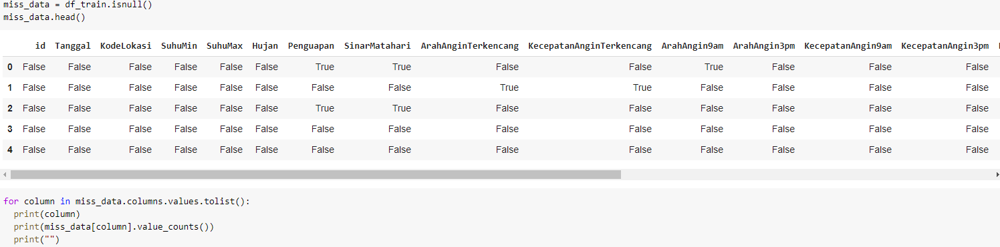 miss_data = df_train.isnull()
miss_data.head()
id Tanggal KodeLokasi SuhuMin SuhuMax Hujan Penguapan SinarMatahari ArahAnginTerkencang KecepatanAnginTerkencang ArahAngin9am ArahAngin3pm KecepatanAngin9am KecepatanAngin3pm
0 False False False False False False True True False False True False False False
1 False False False False False False False False True True False False False False
2 False False False False False False True True False False False False False False
3 False False False False False False False False False False False False False False
4 False False False False False False False False False False False False False False
for column in miss_data.columns.values.tolist():
print(column)
print(miss_data[column].value_counts())
print("")